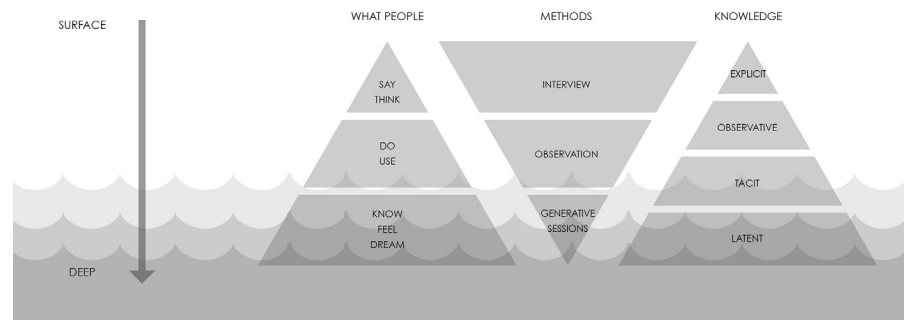 SURFACE
WHAT PEOPLE
METHODS
KNOWLEDGE
SAY
THINK
INTERVIEW
EXPLICIT
DO
USE
OBSERVATION
OBSERVATIVE
TACIT
KNOW
FEEL
DREAM
GENERATIVE
SESSIONS
LATENT
DEEP